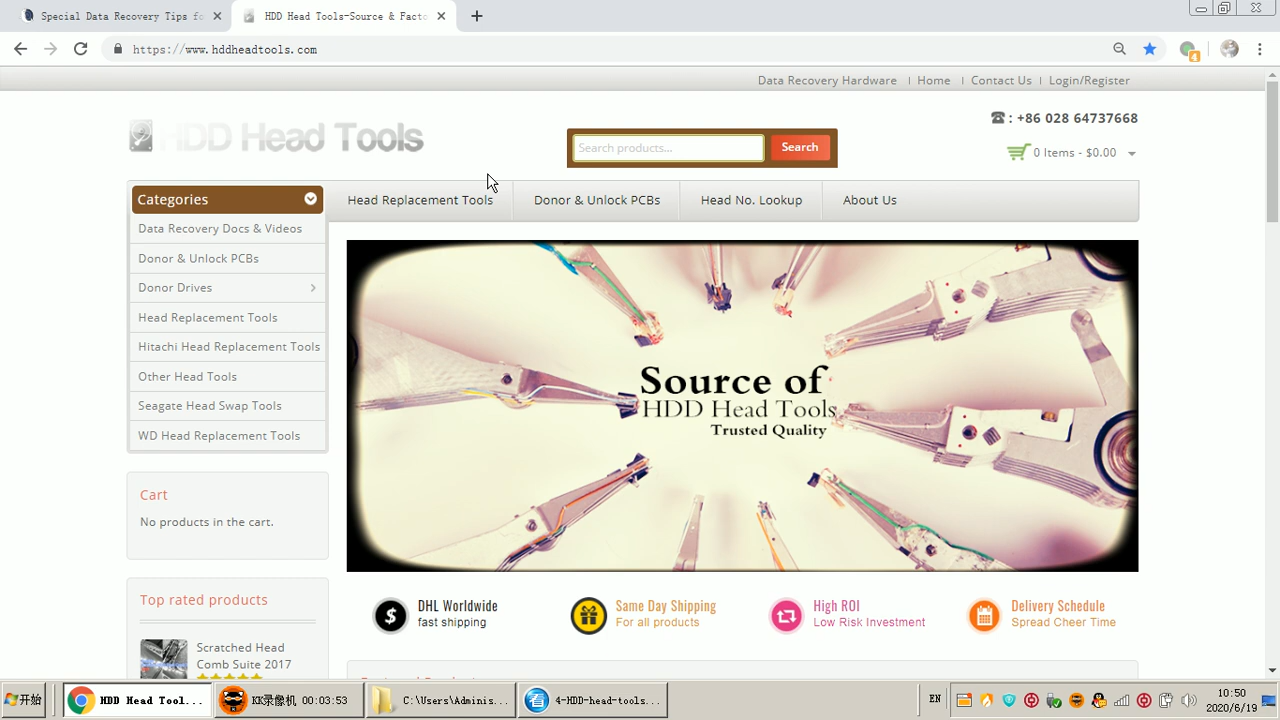 Special Data Recovery Tips fo
HDD Head Tools-Source & Facto
https://www.hddheadtools.com
4
Data Recovery Hardware
Home
Contact Us
Login/Register
HDD Head Tools
Search products...
Search
: +86 028 64737668
0 Items - $0.00
Categories
Head Replacement Tools
Donor & Unlock PCBs
Head No. Lookup
About Us
Data Recovery Docs & Videos
Donor & Unlock PCBs
Donor Drives
Head Replacement Tools
Hitachi Head Replacement Tools
Other Head Tools
Seagate Head Swap Tools
WD Head Replacement Tools
Source of
HDD Head Tools
Trusted Quality
Cart
No products in the cart.
Top rated products
Scratched Head
Comb Suite 2017
DHL Worldwide
fast shipping
Same Day Shipping
For all products
High ROI
Low Risk Investment
Delivery Schedule
Spread Cheer Time
开始
HDD Head Tool...
KK录像机 00:03:53
C:\Users\Adminis...
4-HDD-head-tools...
EN
10:50
2020/6/19